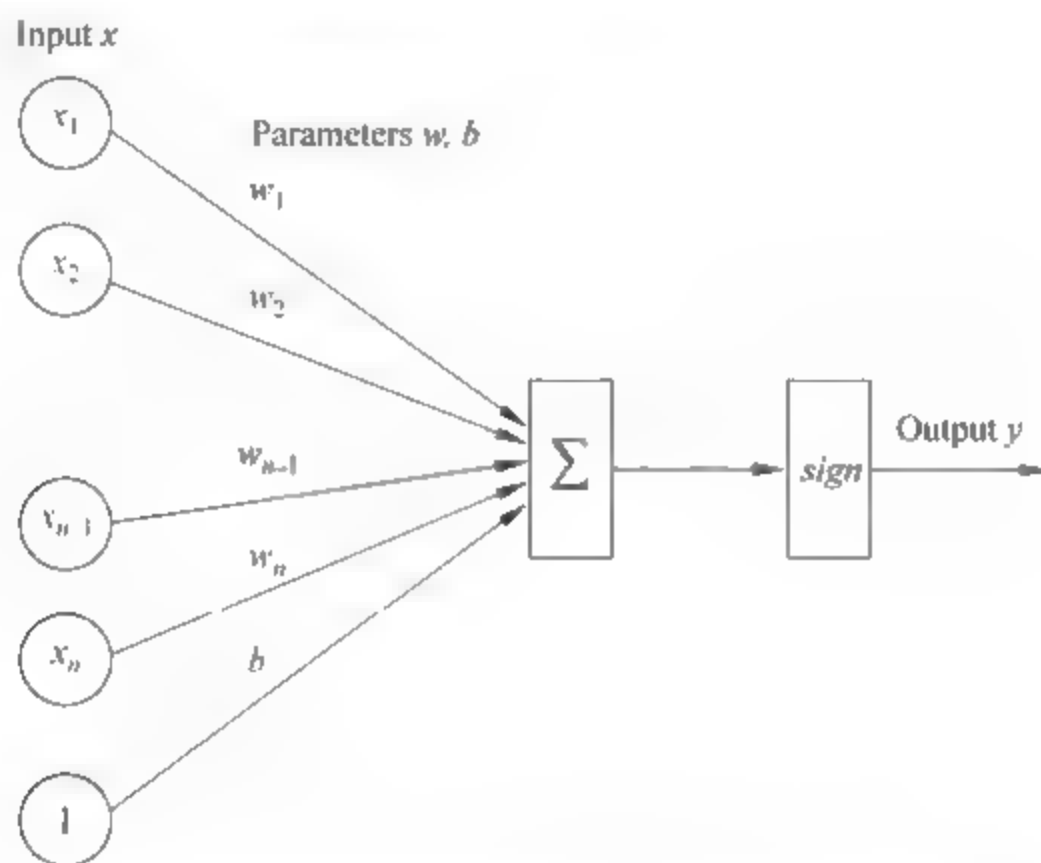 Input x
x₁
Parameters w, b
w₁
x₂
w₂
Output y
Σ
sign
wₙ₋₁
xₙ₋₁
wₙ
xₙ
b
1